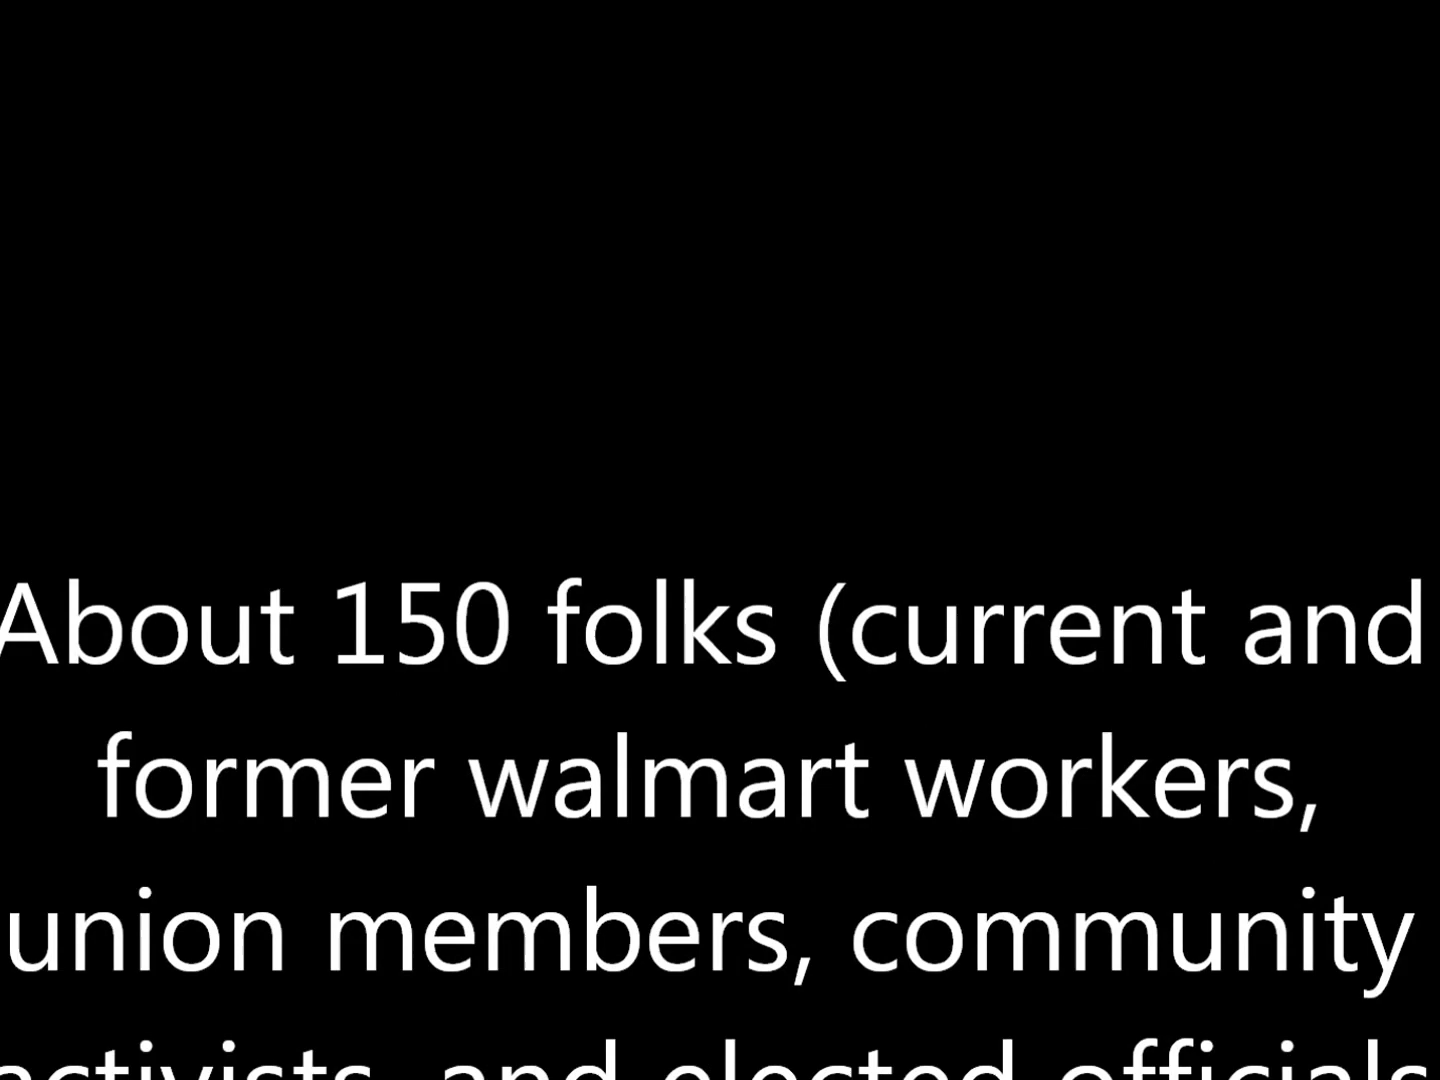 About 150 folks (current and
former walmart workers,
union members, community
activists, and elected officials